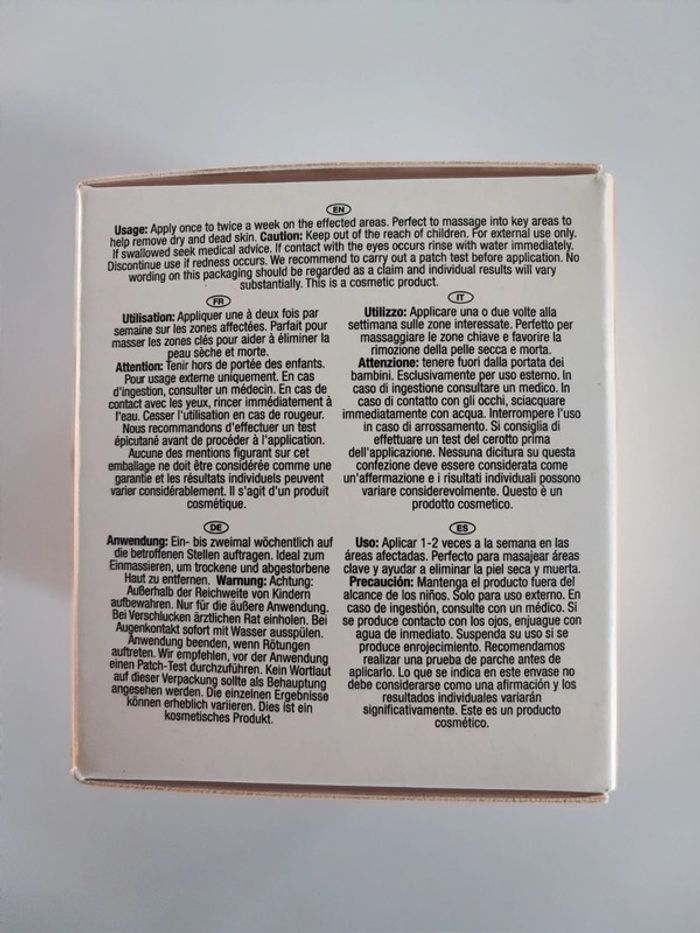 EN
Usage: Apply once to twice a week on the effected areas. Perfect to massage into key areas to
help remove dry and dead skin. Caution: Keep out of the reach of children. For external use only.
If swallowed seek medical advice. If contact with the eyes occurs rinse with water immediately.
Discontinue use if redness occurs. We recommend to carry out a patch test before application. No
wording on this packaging should be regarded as a claim and individual results will vary
substantially. This is a cosmetic product.
FR
Utilisation: Appliquer une à deux fois par
semaine sur les zones affectées. Parfait pour
masser les zones clés pour aider à éliminer la
peau sèche et morte.
Attention: Tenir hors de portée des enfants.
Pour usage externe uniquement. En cas
d'ingestion, consulter un médecin. En cas de
contact avec les yeux, rincer immédiatement à
l'eau. Cesser l'utilisation en cas de rougeur.
Nous recommandons d'effectuer un test
épicutané avant de procéder à l'application.
Aucune des mentions figurant sur cet
emballage ne doit être considérée comme une
garantie et les résultats individuels peuvent
varier considérablement. Il s'agit d'un produit
cosmétique.
IT
Utilizzo: Applicare una o due volte alla
settimana sulle zone interessate. Perfetto per
massaggiare le zone chiave e favorire la
rimozione della pelle secca e morta.
Attenzione: tenere fuori dalla portata dei
bambini. Esclusivamente per uso esterno. In
caso di ingestione consultare un medico. In
caso di contatto con gli occhi, sciacquare
immediatamente con acqua. Interrompere l'uso
in caso di arrossamento. Si consiglia di
effettuare un test del cerotto prima
dell'applicazione. Nessuna dicitura su questa
confezione deve essere considerata come
un'affermazione e i risultati individuali possono
variare considerevolmente. Questo è un
prodotto cosmetico.
DE
Anwendung: Ein- bis zweimal wöchentlich auf
die betroffenen Stellen auftragen. Ideal zum
Einmassieren, um trockene und abgestorbene
Haut zu entfernen. Warnung: Achtung:
Außerhalb der Reichweite von Kindern
aufbewahren. Nur für die äußere Anwendung.
Bei Verschlucken ärztlichen Rat einholen. Bei
Augenkontakt sofort mit Wasser ausspülen.
Anwendung beenden, wenn Rötungen
auftreten. Wir empfehlen, vor der Anwendung
einen Patch-Test durchzuführen. Kein Wortlaut
auf dieser Verpackung sollte als Behauptung
angesehen werden. Die einzelnen Ergebnisse
können erheblich variieren. Dies ist ein
kosmetisches Produkt.
ES
Uso: Aplicar 1-2 veces a la semana en las
áreas afectadas. Perfecto para masajear áreas
clave y ayudar a eliminar la piel seca y muerta.
Precaución: Mantenga el producto fuera del
alcance de los niños. Solo para uso externo. En
caso de ingestión, consulte con un médico. Si
se produce contacto con los ojos, enjuague con
agua de inmediato. Suspenda su uso si se
produce enrojecimiento. Recomendamos
realizar una prueba de parche antes de
aplicarlo. Lo que se indica en este envase no
debe considerarse como una afirmación y los
resultados individuales variarán
significativamente. Este es un producto
cosmético.